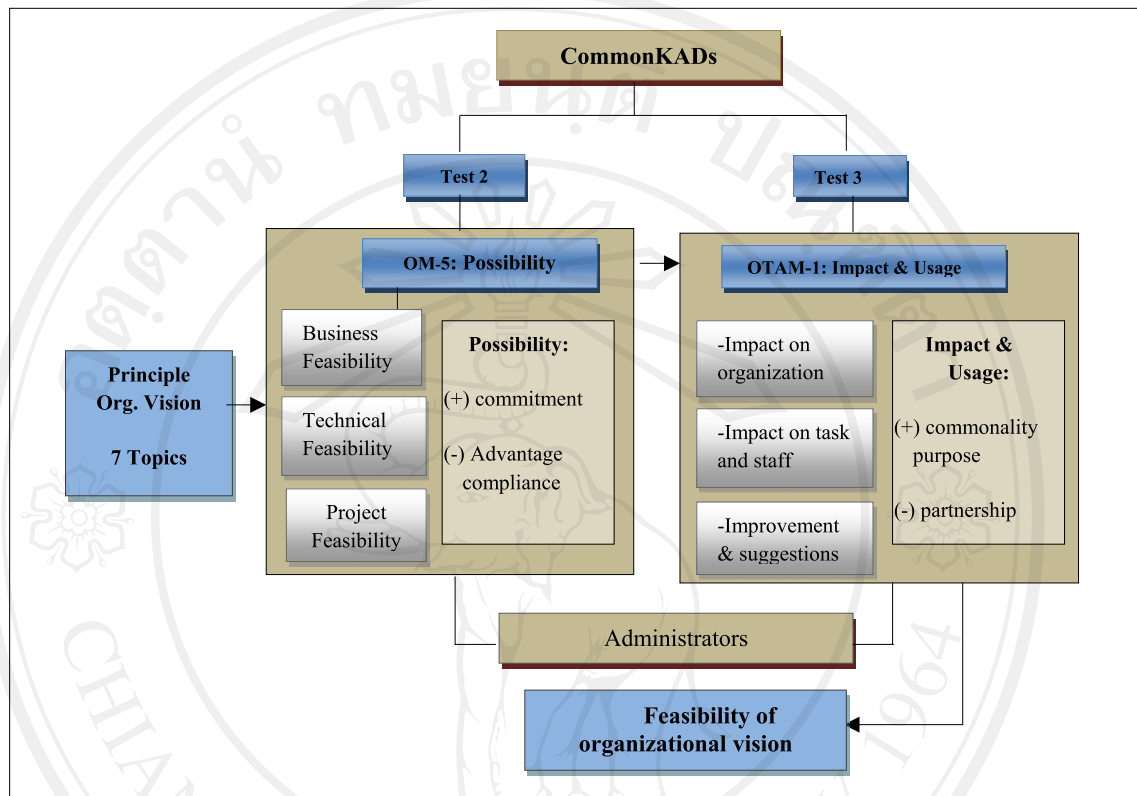 CommonKADs
Test 2
Test 3
OM-5: Possibility
Business
Feasibility
Technical
Feasibility
Project
Feasibility
Possibility:
(+) commitment
(-) Advantage
compliance
OTAM-1: Impact & Usage
-Impact on
organization
-Impact on task
and staff
-Improvement
& suggestions
Impact &
Usage:
(+) commonality
purpose
(-) partnership
Principle
Org. Vision
7 Topics
Administrators
Feasibility of
organizational vision
CHIAN
1964